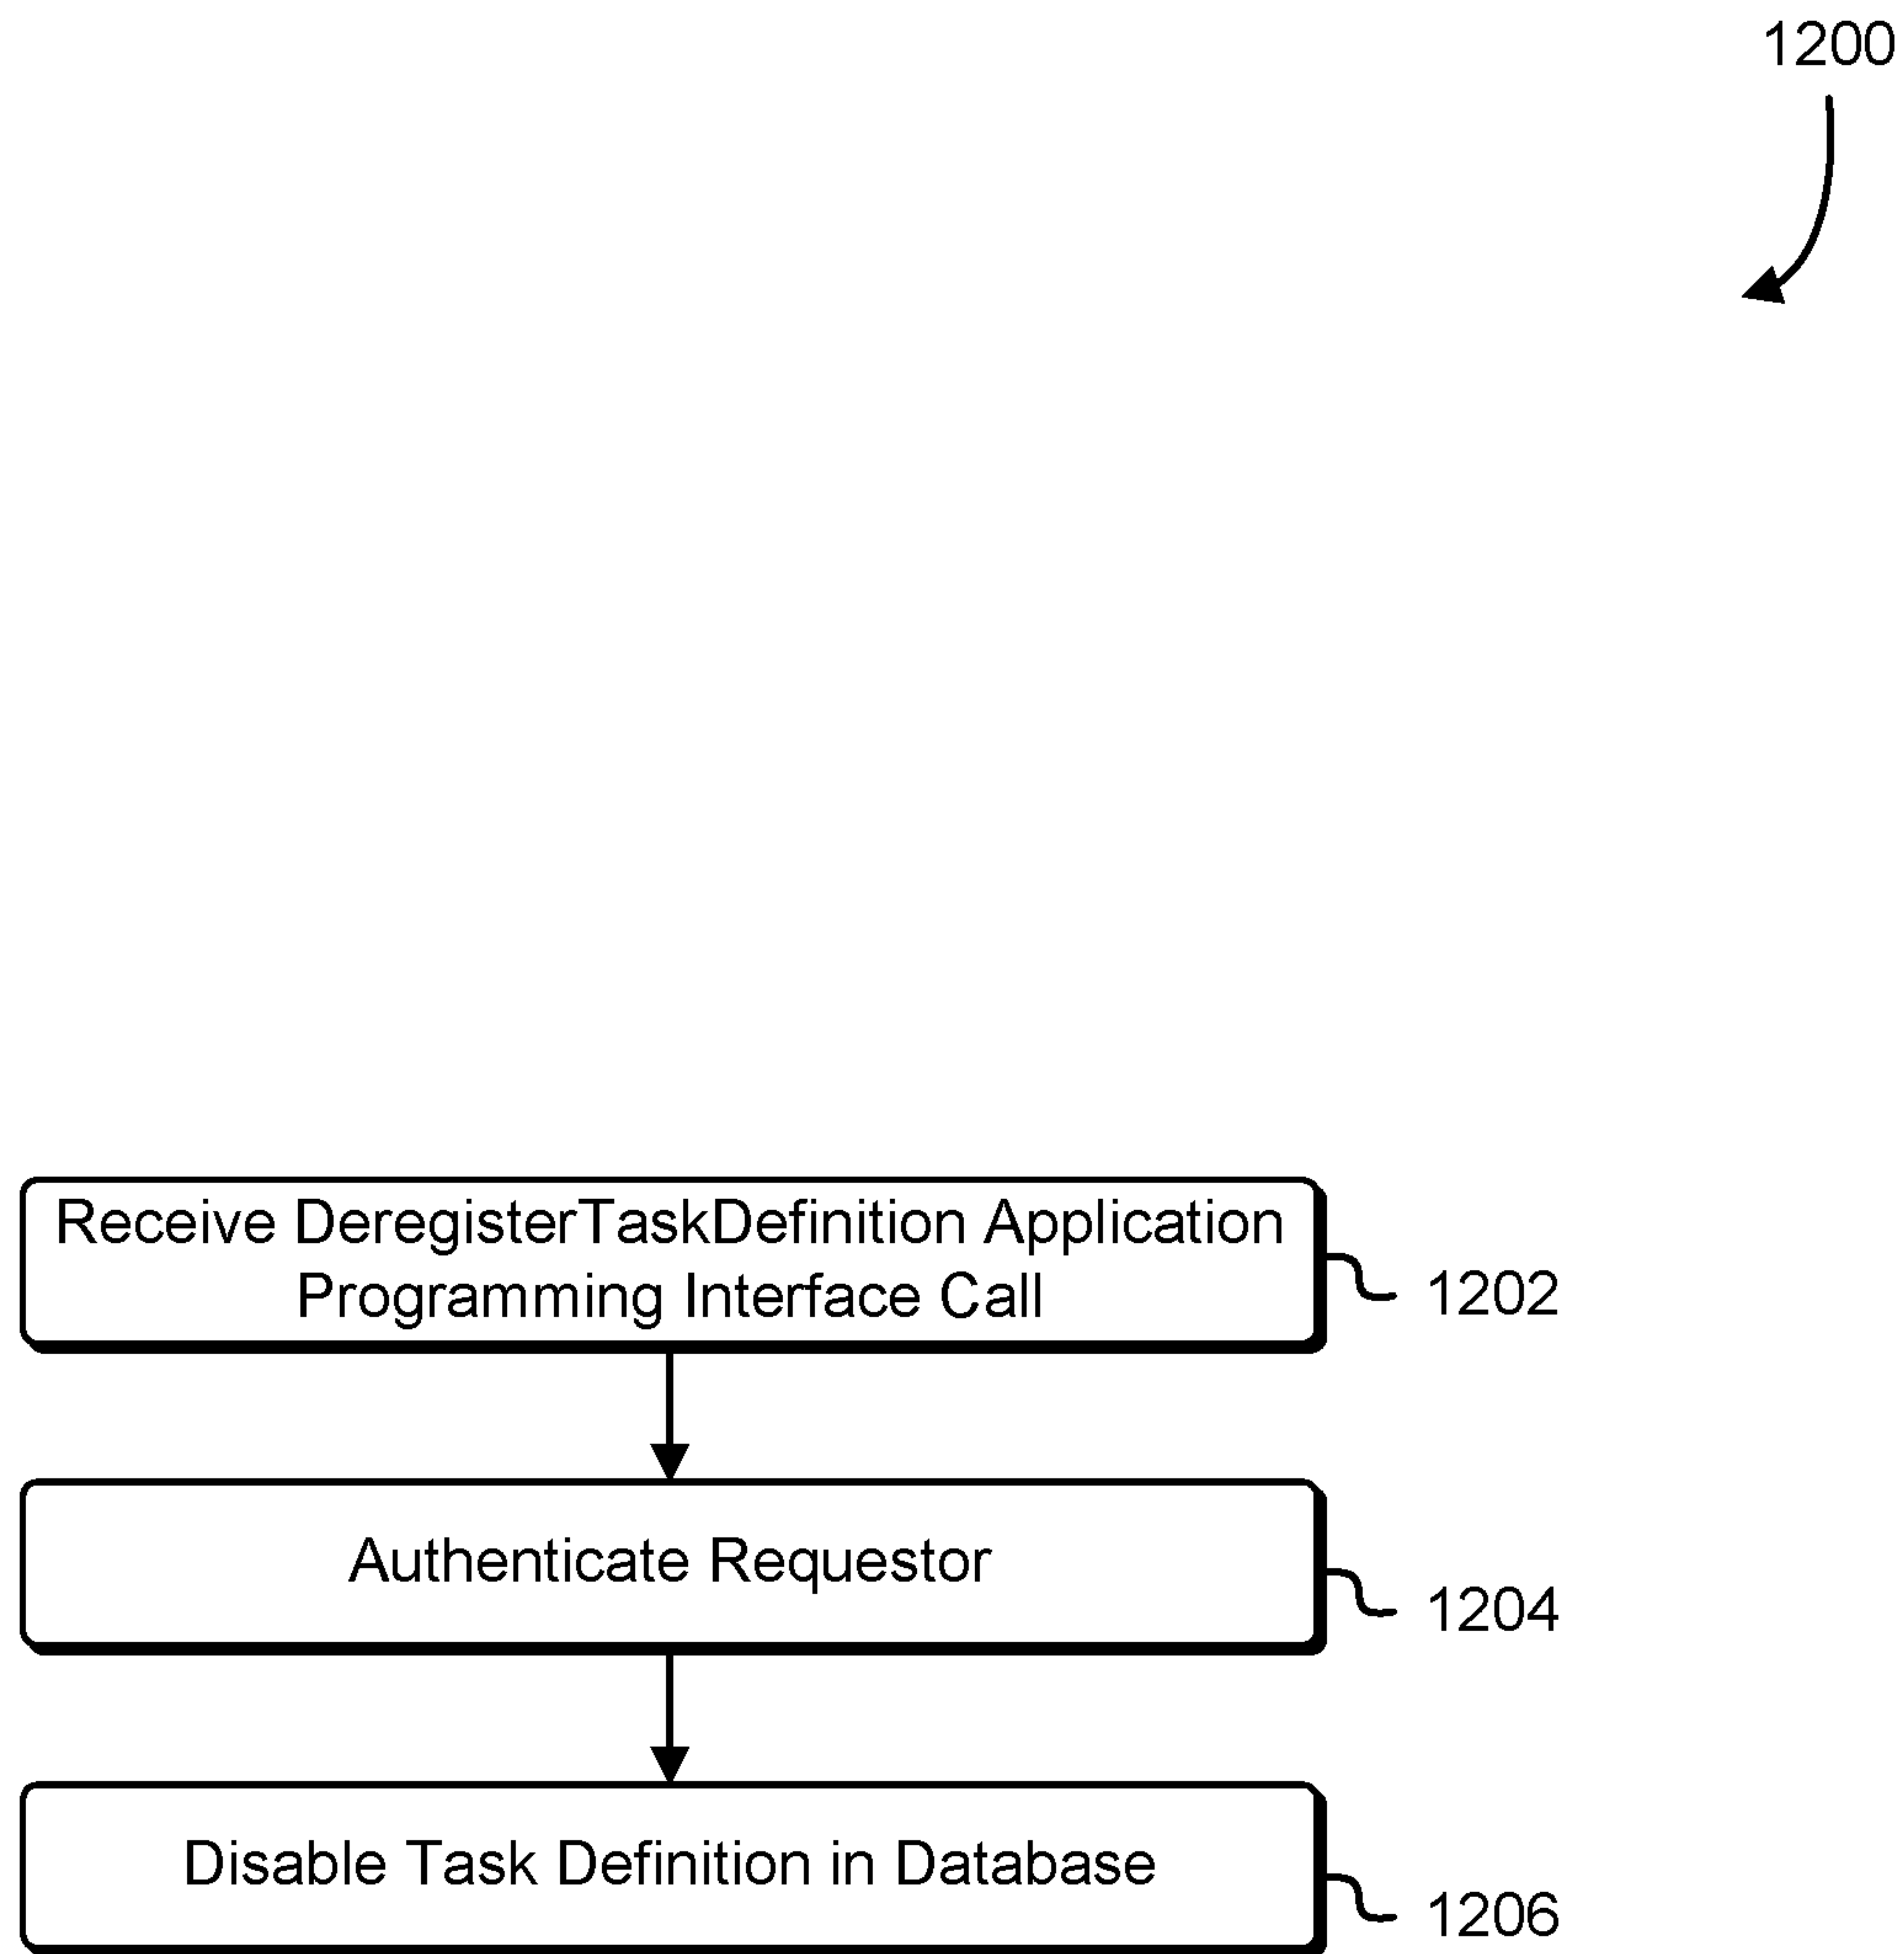 1200
Receive DeregisterTaskDefinition Application
Programming Interface Call
1202
Authenticate Requestor
1204
Disable Task Definition in Database
1206